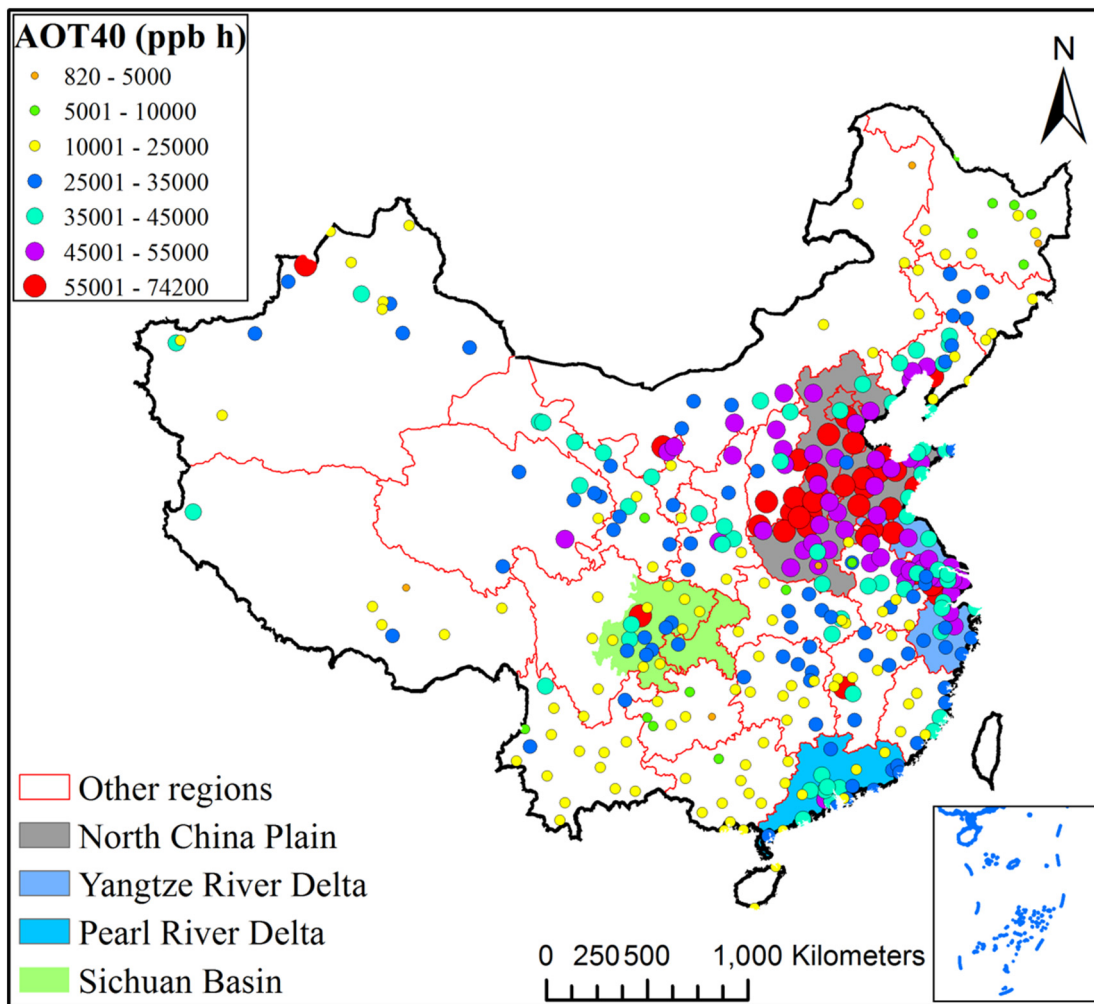 AOT40 (ppb h)
820 - 5000
5001 - 10000
10001 - 25000
25001 - 35000
35001 - 45000
45001 - 55000
55001 - 74200
N
Other regions
North China Plain
Yangtze River Delta
Pearl River Delta
Sichuan Basin
0 250 500 1,000 Kilometers